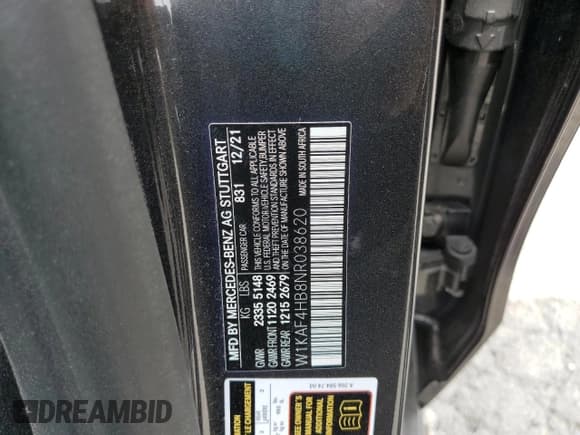 MFD BY MERCEDES-BENZ AG STUTTGART
PASSENGER CAR 831 12/21
KG LBS
GVWR 2335 5148
GAWR FRONT 1120 2469
GAWR REAR 1215 2679
THIS VEHICLE CONFORMS TO ALL APPLICABLE
U.S. FEDERAL MOTOR VEHICLE SAFETY, BUMPER
AND THEFT PREVENTION STANDARDS IN EFFECT
ON THE DATE OF MANUFACTURE SHOWN ABOVE
W1KAF4HB8NR038620
MADE IN SOUTH AFRICA
INFORMATION
DREAMBID